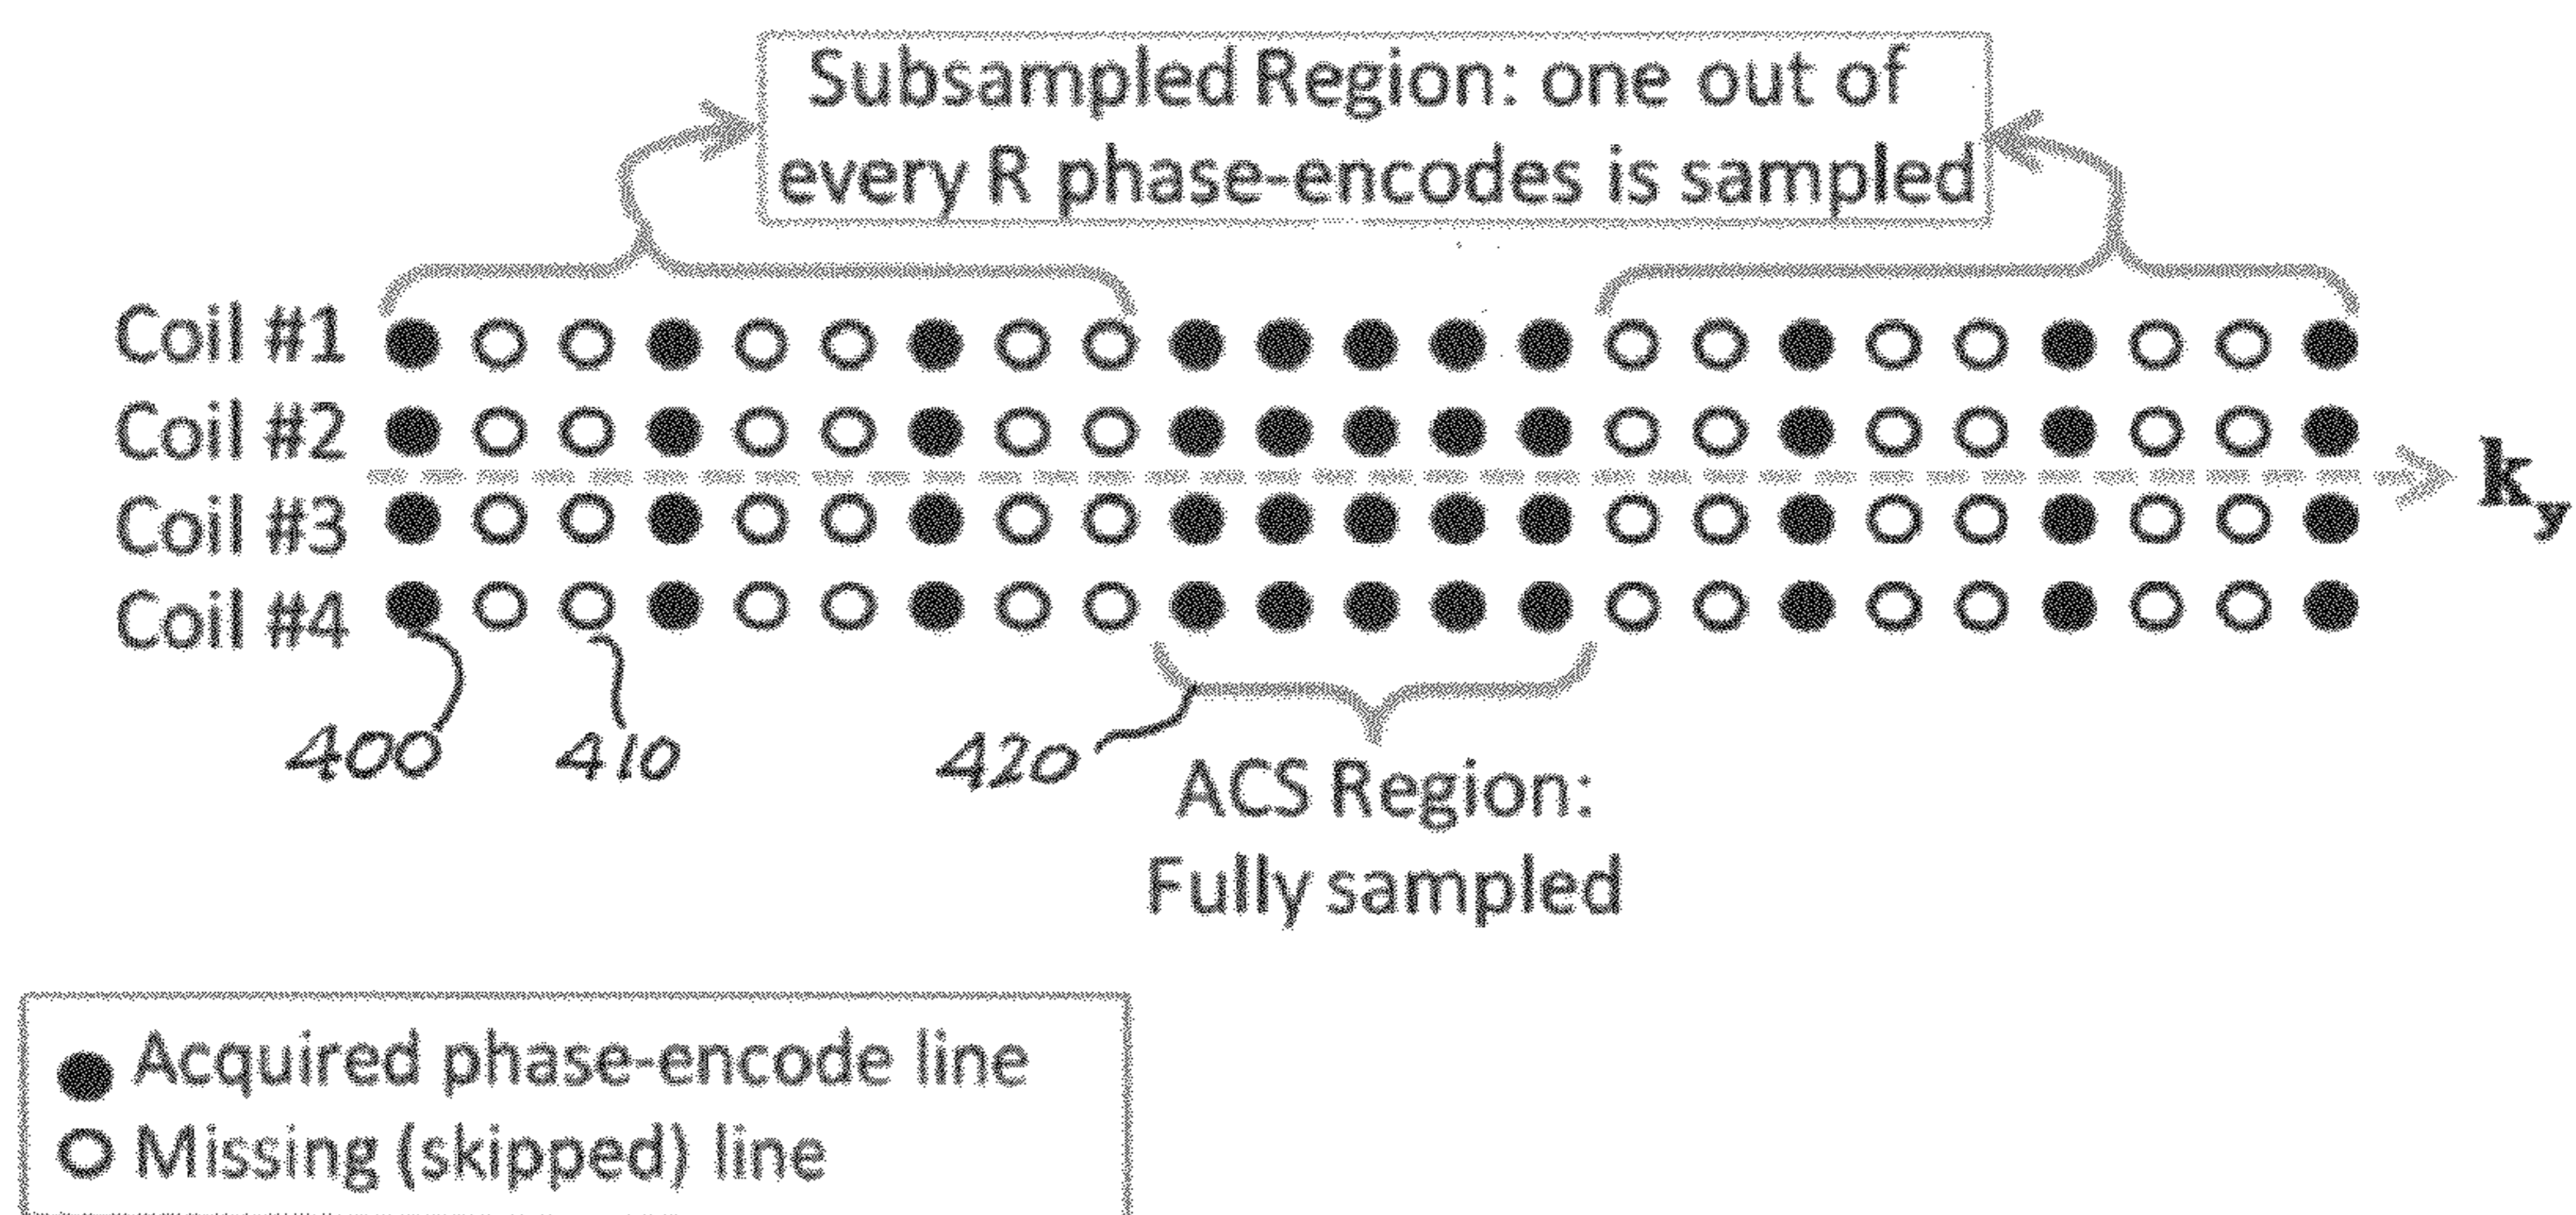 Subsampled Region: one out of
every R phase-encodes is sampled
Coil #1
Coil #2
k_y
Coil #3
Coil #4
400
410
420
ACS Region:
Fully sampled
Acquired phase-encode line
Missing (skipped) line